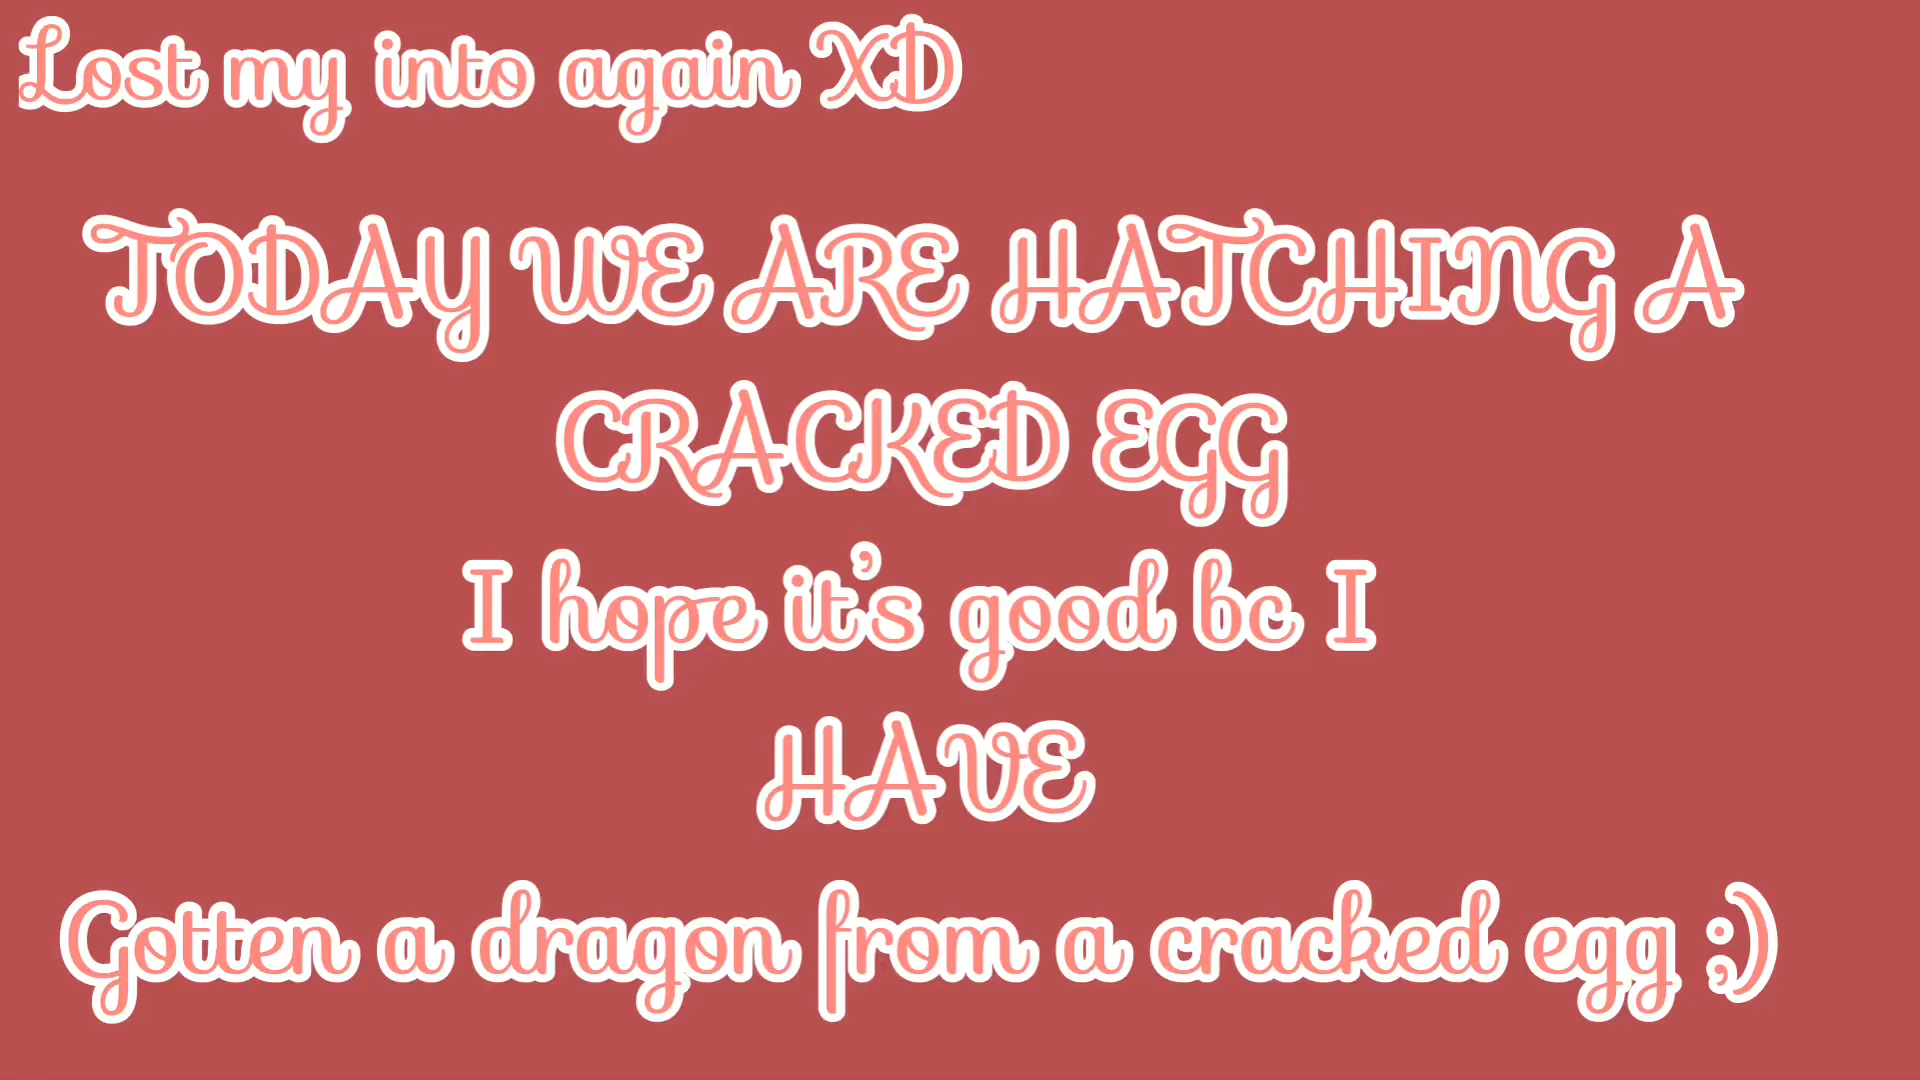 Lost my into again XD
TODAY WE ARE HATCHING A
CRACKED EGG
I hope it’s good bc I
HAVE
Gotten a dragon from a cracked egg ;)